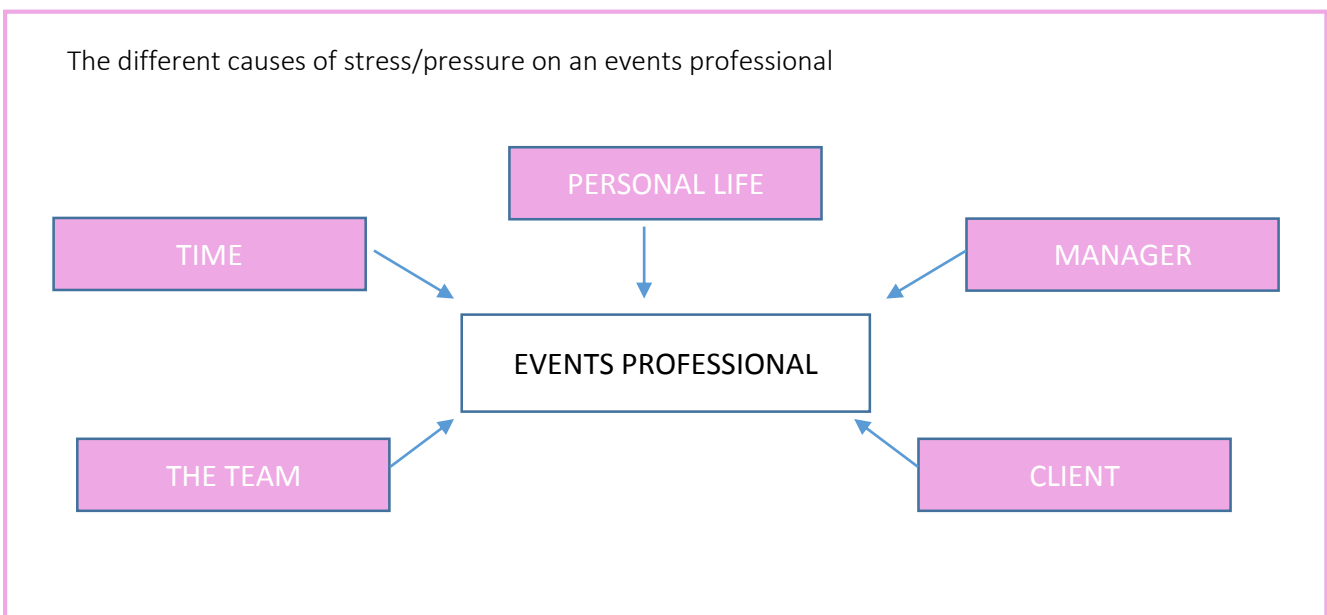 The different causes of stress/pressure on an events professional
PERSONAL LIFE
TIME
MANAGER
EVENTS PROFESSIONAL
THE TEAM
CLIENT